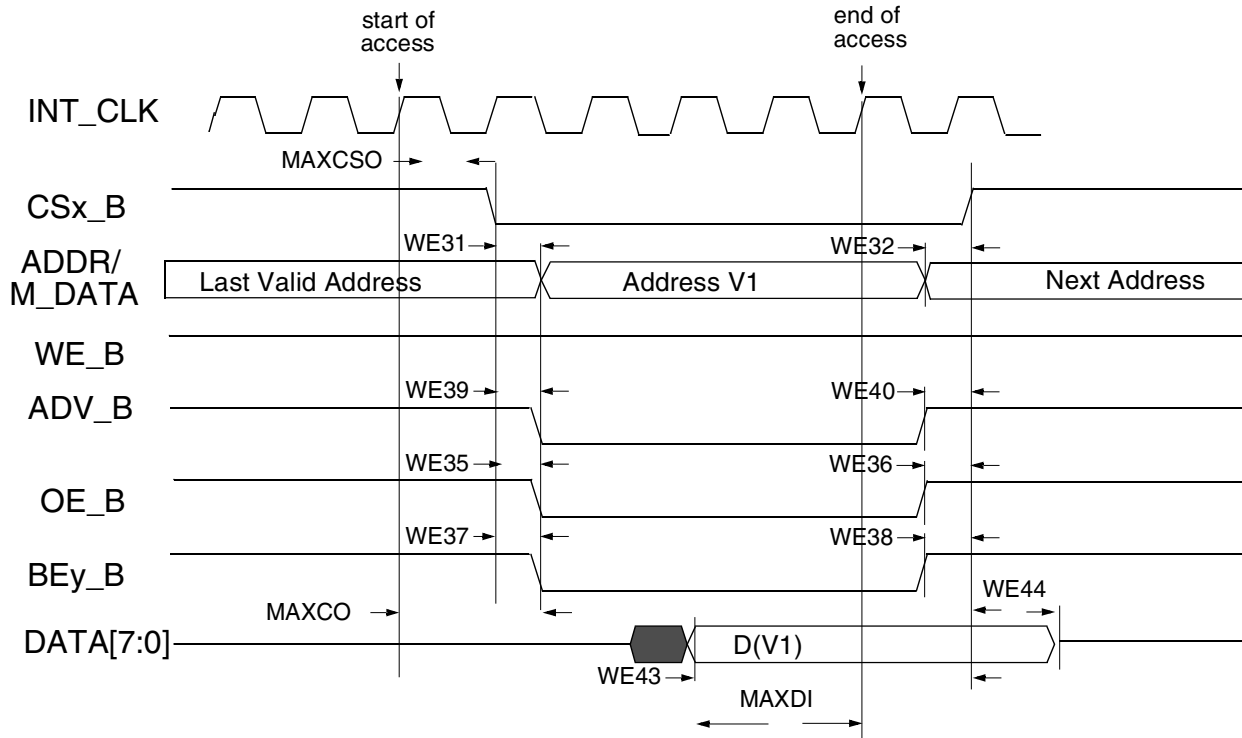 start of
access
end of
access
INT_CLK
MAXCSO
CSx_B
WE31
WE32
ADDR/
M_DATA
Last Valid Address
Address V1
Next Address
WE_B
WE39
WE40
ADV_B
WE35
WE36
OE_B
WE37
WE38
BEy_B
WE44
MAXCO
DATA[7:0]
D(V1)
WE43
MAXDI